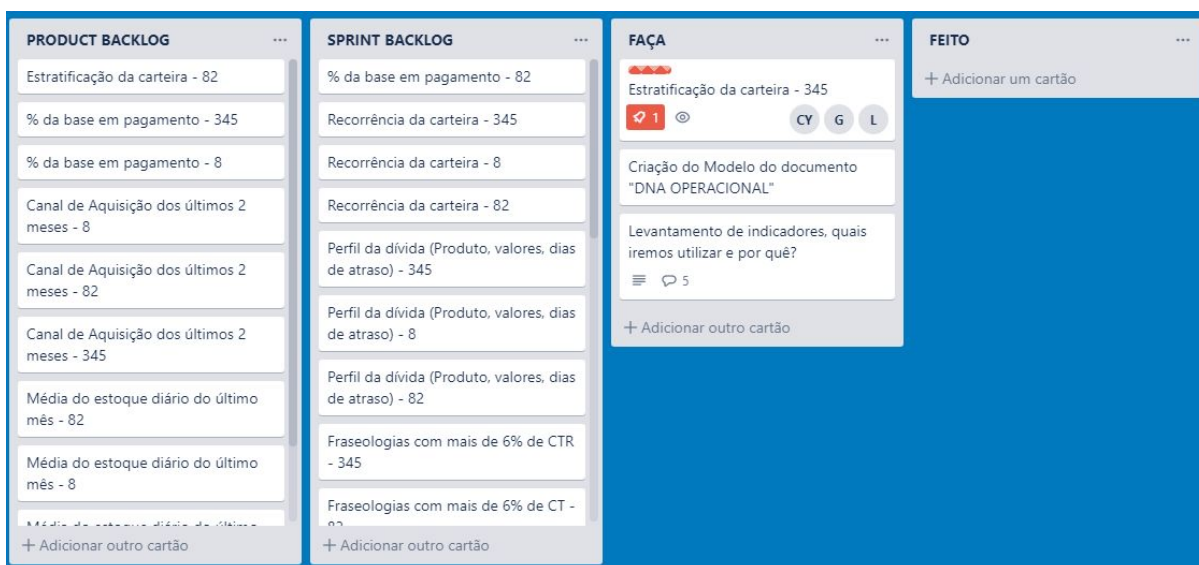 PRODUCT BACKLOG
Estratificação da carteira - 82
% da base em pagamento - 345
% da base em pagamento - 8
Canal de Aquisição dos últimos 2
meses - 8
Canal de Aquisição dos últimos 2
meses - 82
Canal de Aquisição dos últimos 2
meses - 345
Média do estoque diário do último
mês - 82
Média do estoque diário do último
mês - 8
Média do estoque diário do último
+ Adicionar outro cartão
SPRINT BACKLOG
% da base em pagamento - 82
Recorrência da carteira - 345
Recorrência da carteira - 8
Recorrência da carteira - 82
Perfil da dívida (Produto, valores, dias
de atraso) - 345
Perfil da dívida (Produto, valores, dias
de atraso) - 8
Perfil da dívida (Produto, valores, dias
de atraso) - 82
Fraseologias com mais de 6% de CTR
- 345
Fraseologias com mais de 6% de CT -
82
+ Adicionar outro cartão
FAÇA
Estratificação da carteira - 345
1
CY G L
Criação do Modelo do documento
"DNA OPERACIONAL"
Levantamento de indicadores, quais
iremos utilizar e por quê?
5
+ Adicionar outro cartão
FEITO
+ Adicionar um cartão